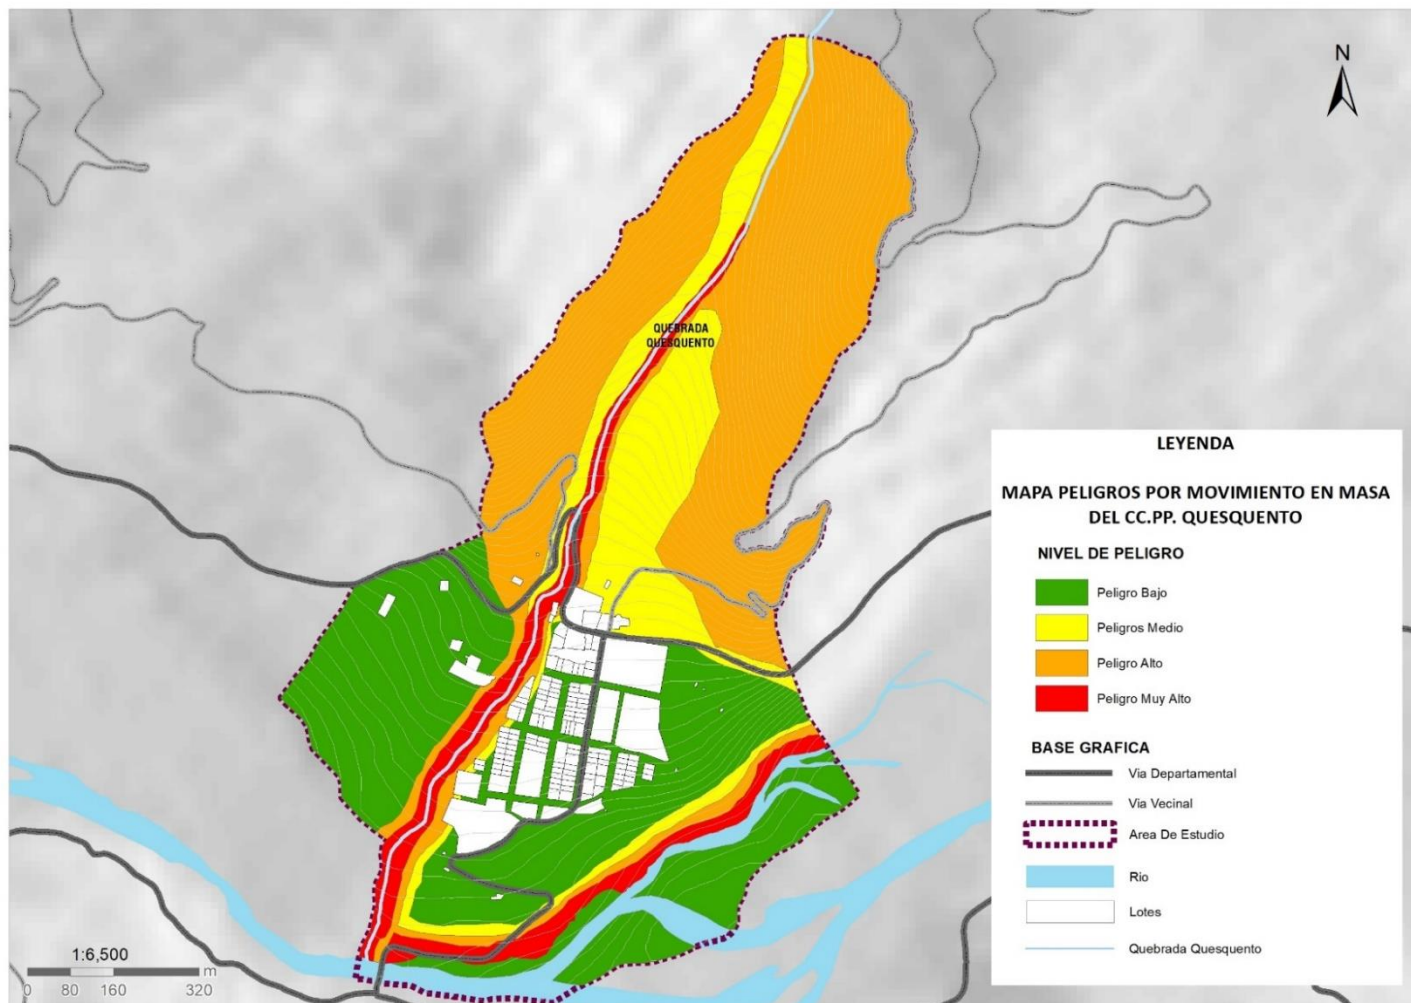 N
QUEBRADA
QUESQUENTO
LEYENDA
MAPA PELIGROS POR MOVIMIENTO EN MASA
DEL CC.PP. QUESQUENTO
NIVEL DE PELIGRO
Peligro Bajo
Peligros Medio
Peligro Alto
Peligro Muy Alto
BASE GRAFICA
Via Departamental
Via Vecinal
Area De Estudio
Rio
Lotes
Quebrada Quesquento
1:6,500
m
0 80 160 320